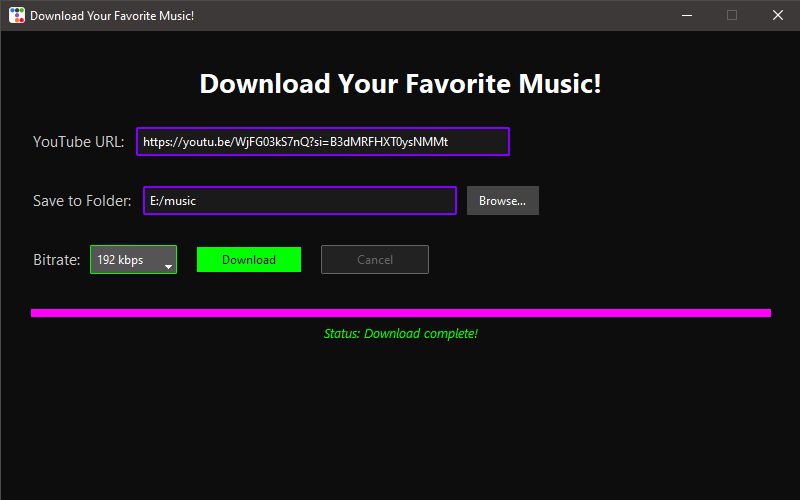 Download Your Favorite Music!
Download Your Favorite Music!
YouTube URL: https://youtu.be/WjFG03kS7nQ?si=B3dMRFHXT0ysNMMt
Save to Folder: E:/music Browse...
Bitrate: 192 kbps Download Cancel
Status: Download complete!